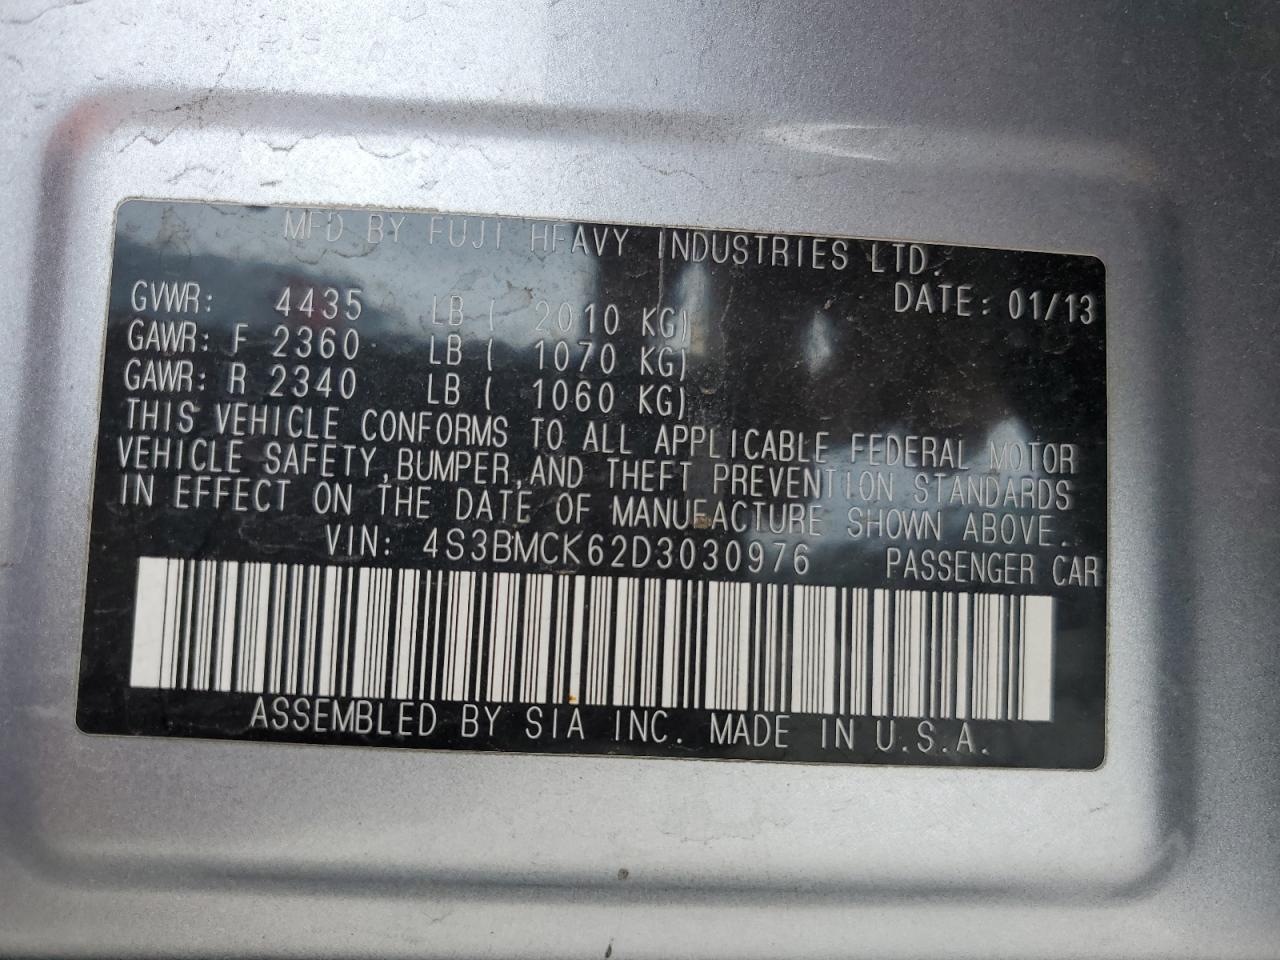 MFD BY FUJI HEAVY INDUSTRIES LTD.
DATE: 01/13
GVWR: 4435 LB ( 2010 KG)
GAWR: F 2360 LB ( 1070 KG)
GAWR: R 2340 LB ( 1060 KG)
THIS VEHICLE CONFORMS TO ALL APPLICABLE FEDERAL MOTOR
VEHICLE SAFETY,BUMPER,AND THEFT PREVENTION STANDARDS
IN EFFECT ON THE DATE OF MANUFACTURE SHOWN ABOVE.
VIN: 4S3BMCK62D3030976 PASSENGER CAR
ASSEMBLED BY SIA INC. MADE IN U.S.A.